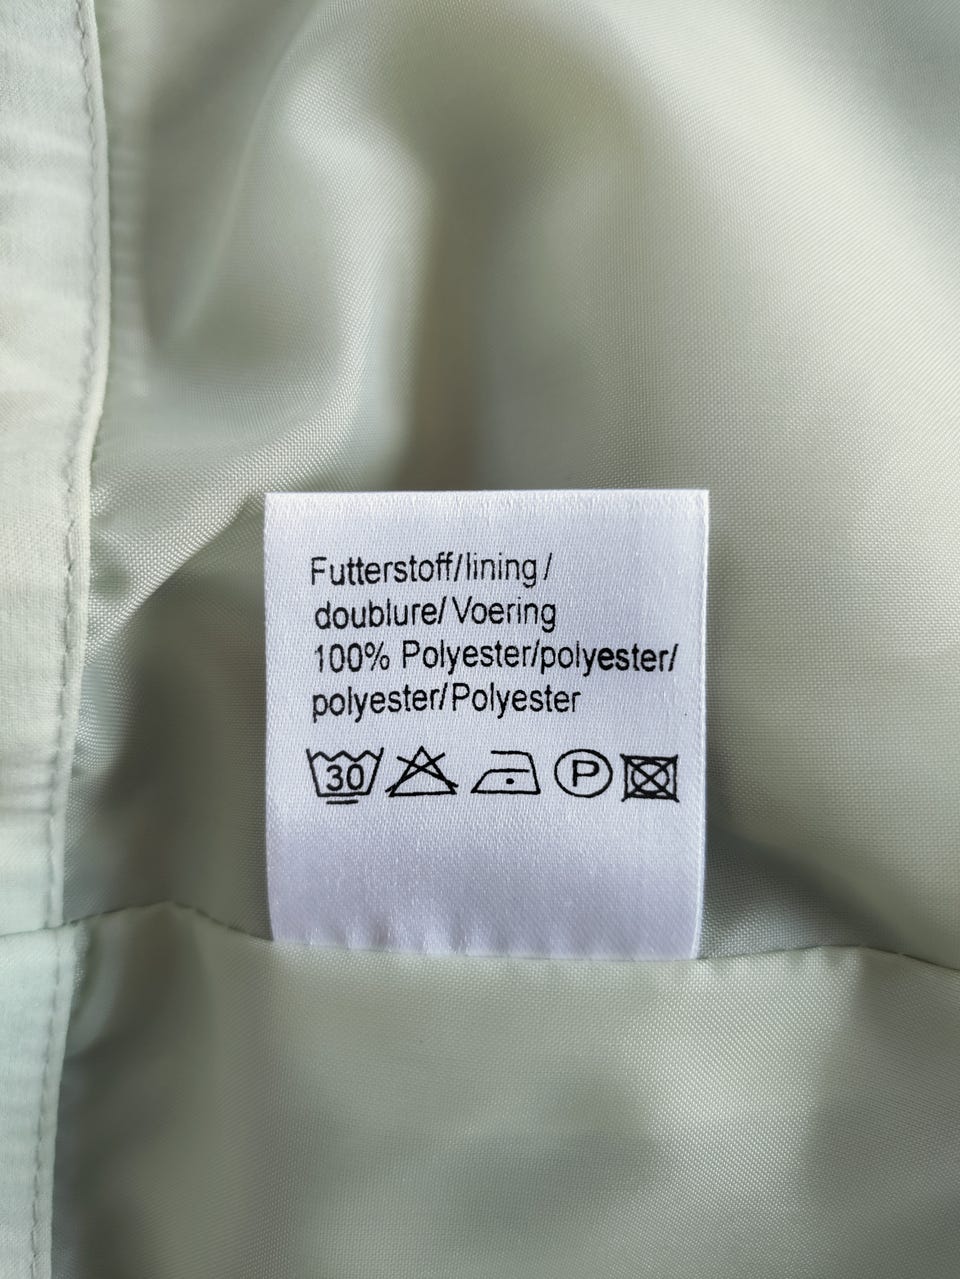 Futterstoff/lining/
doublure/Voering
100% Polyester/polyester/
polyester/Polyester
30 P